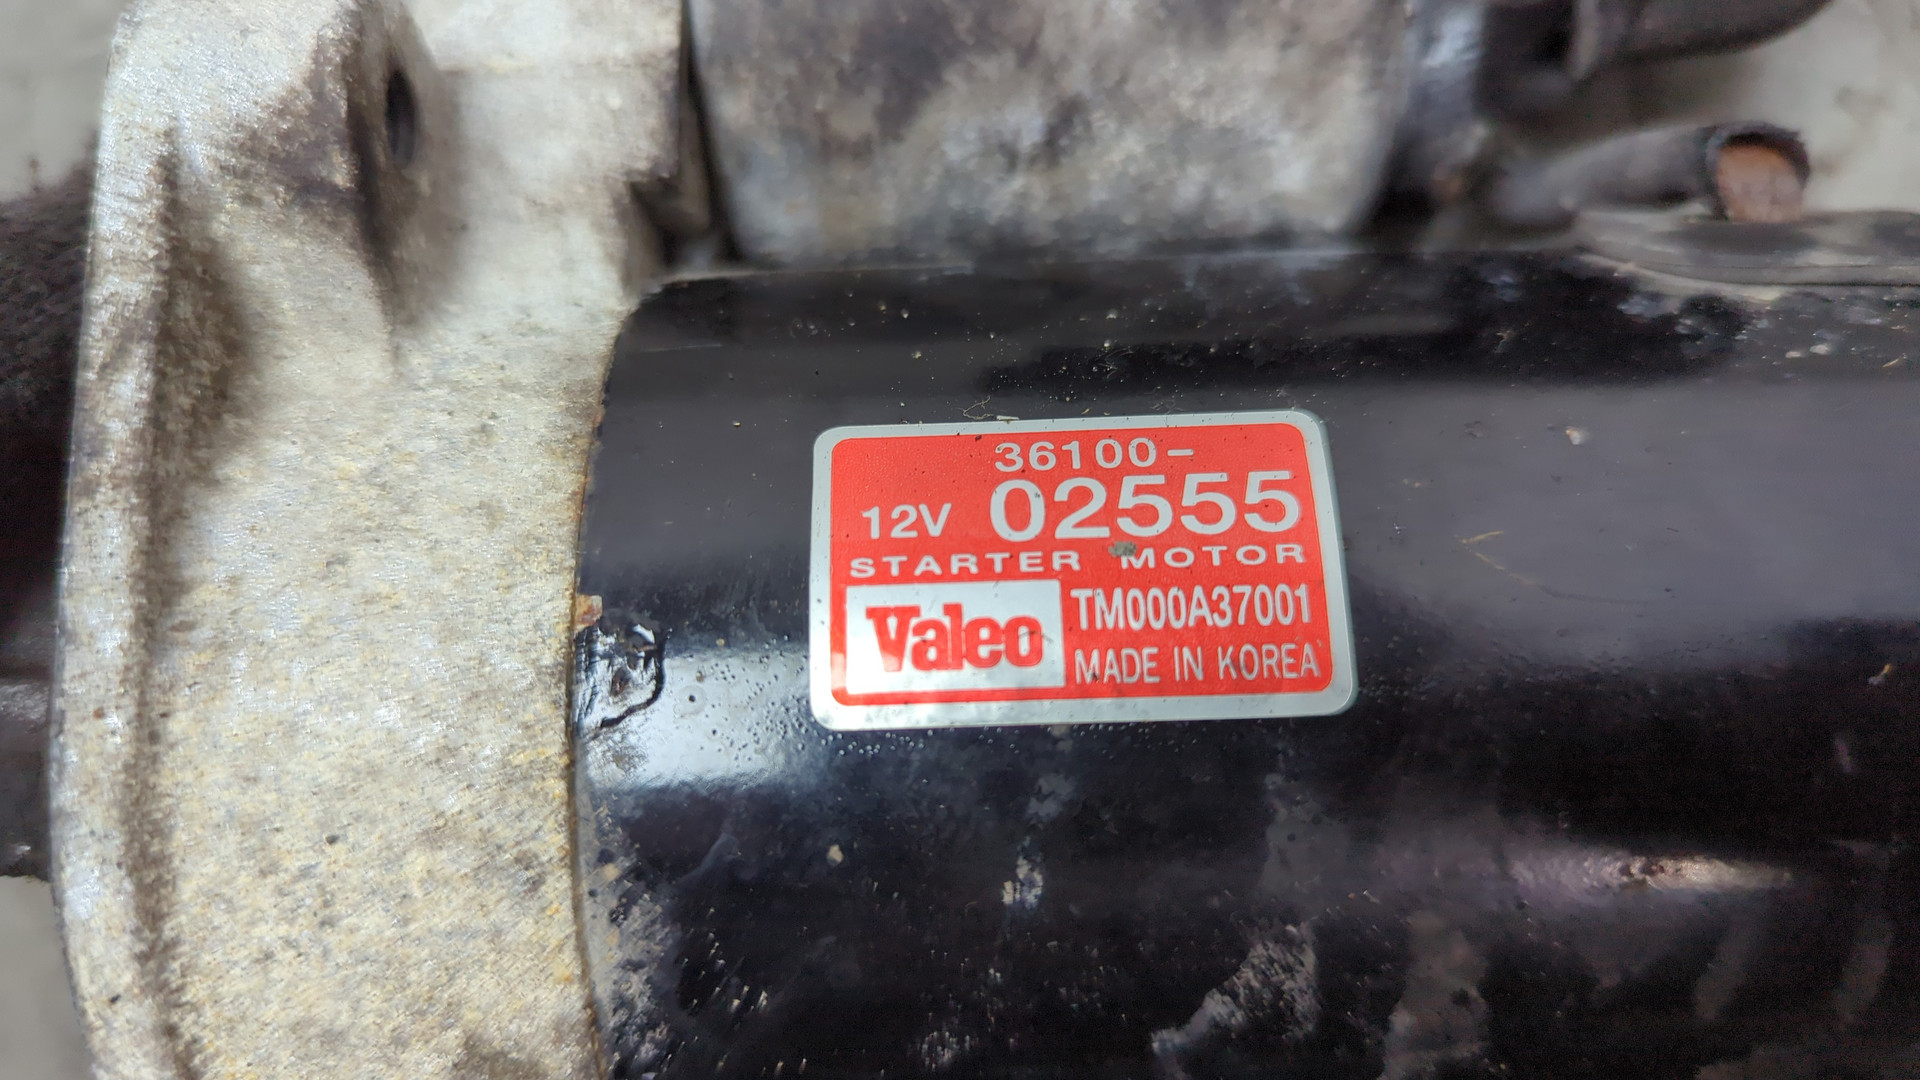 36100-
12V 02555
STARTER MOTOR
Valeo TM000A37001
MADE IN KOREA